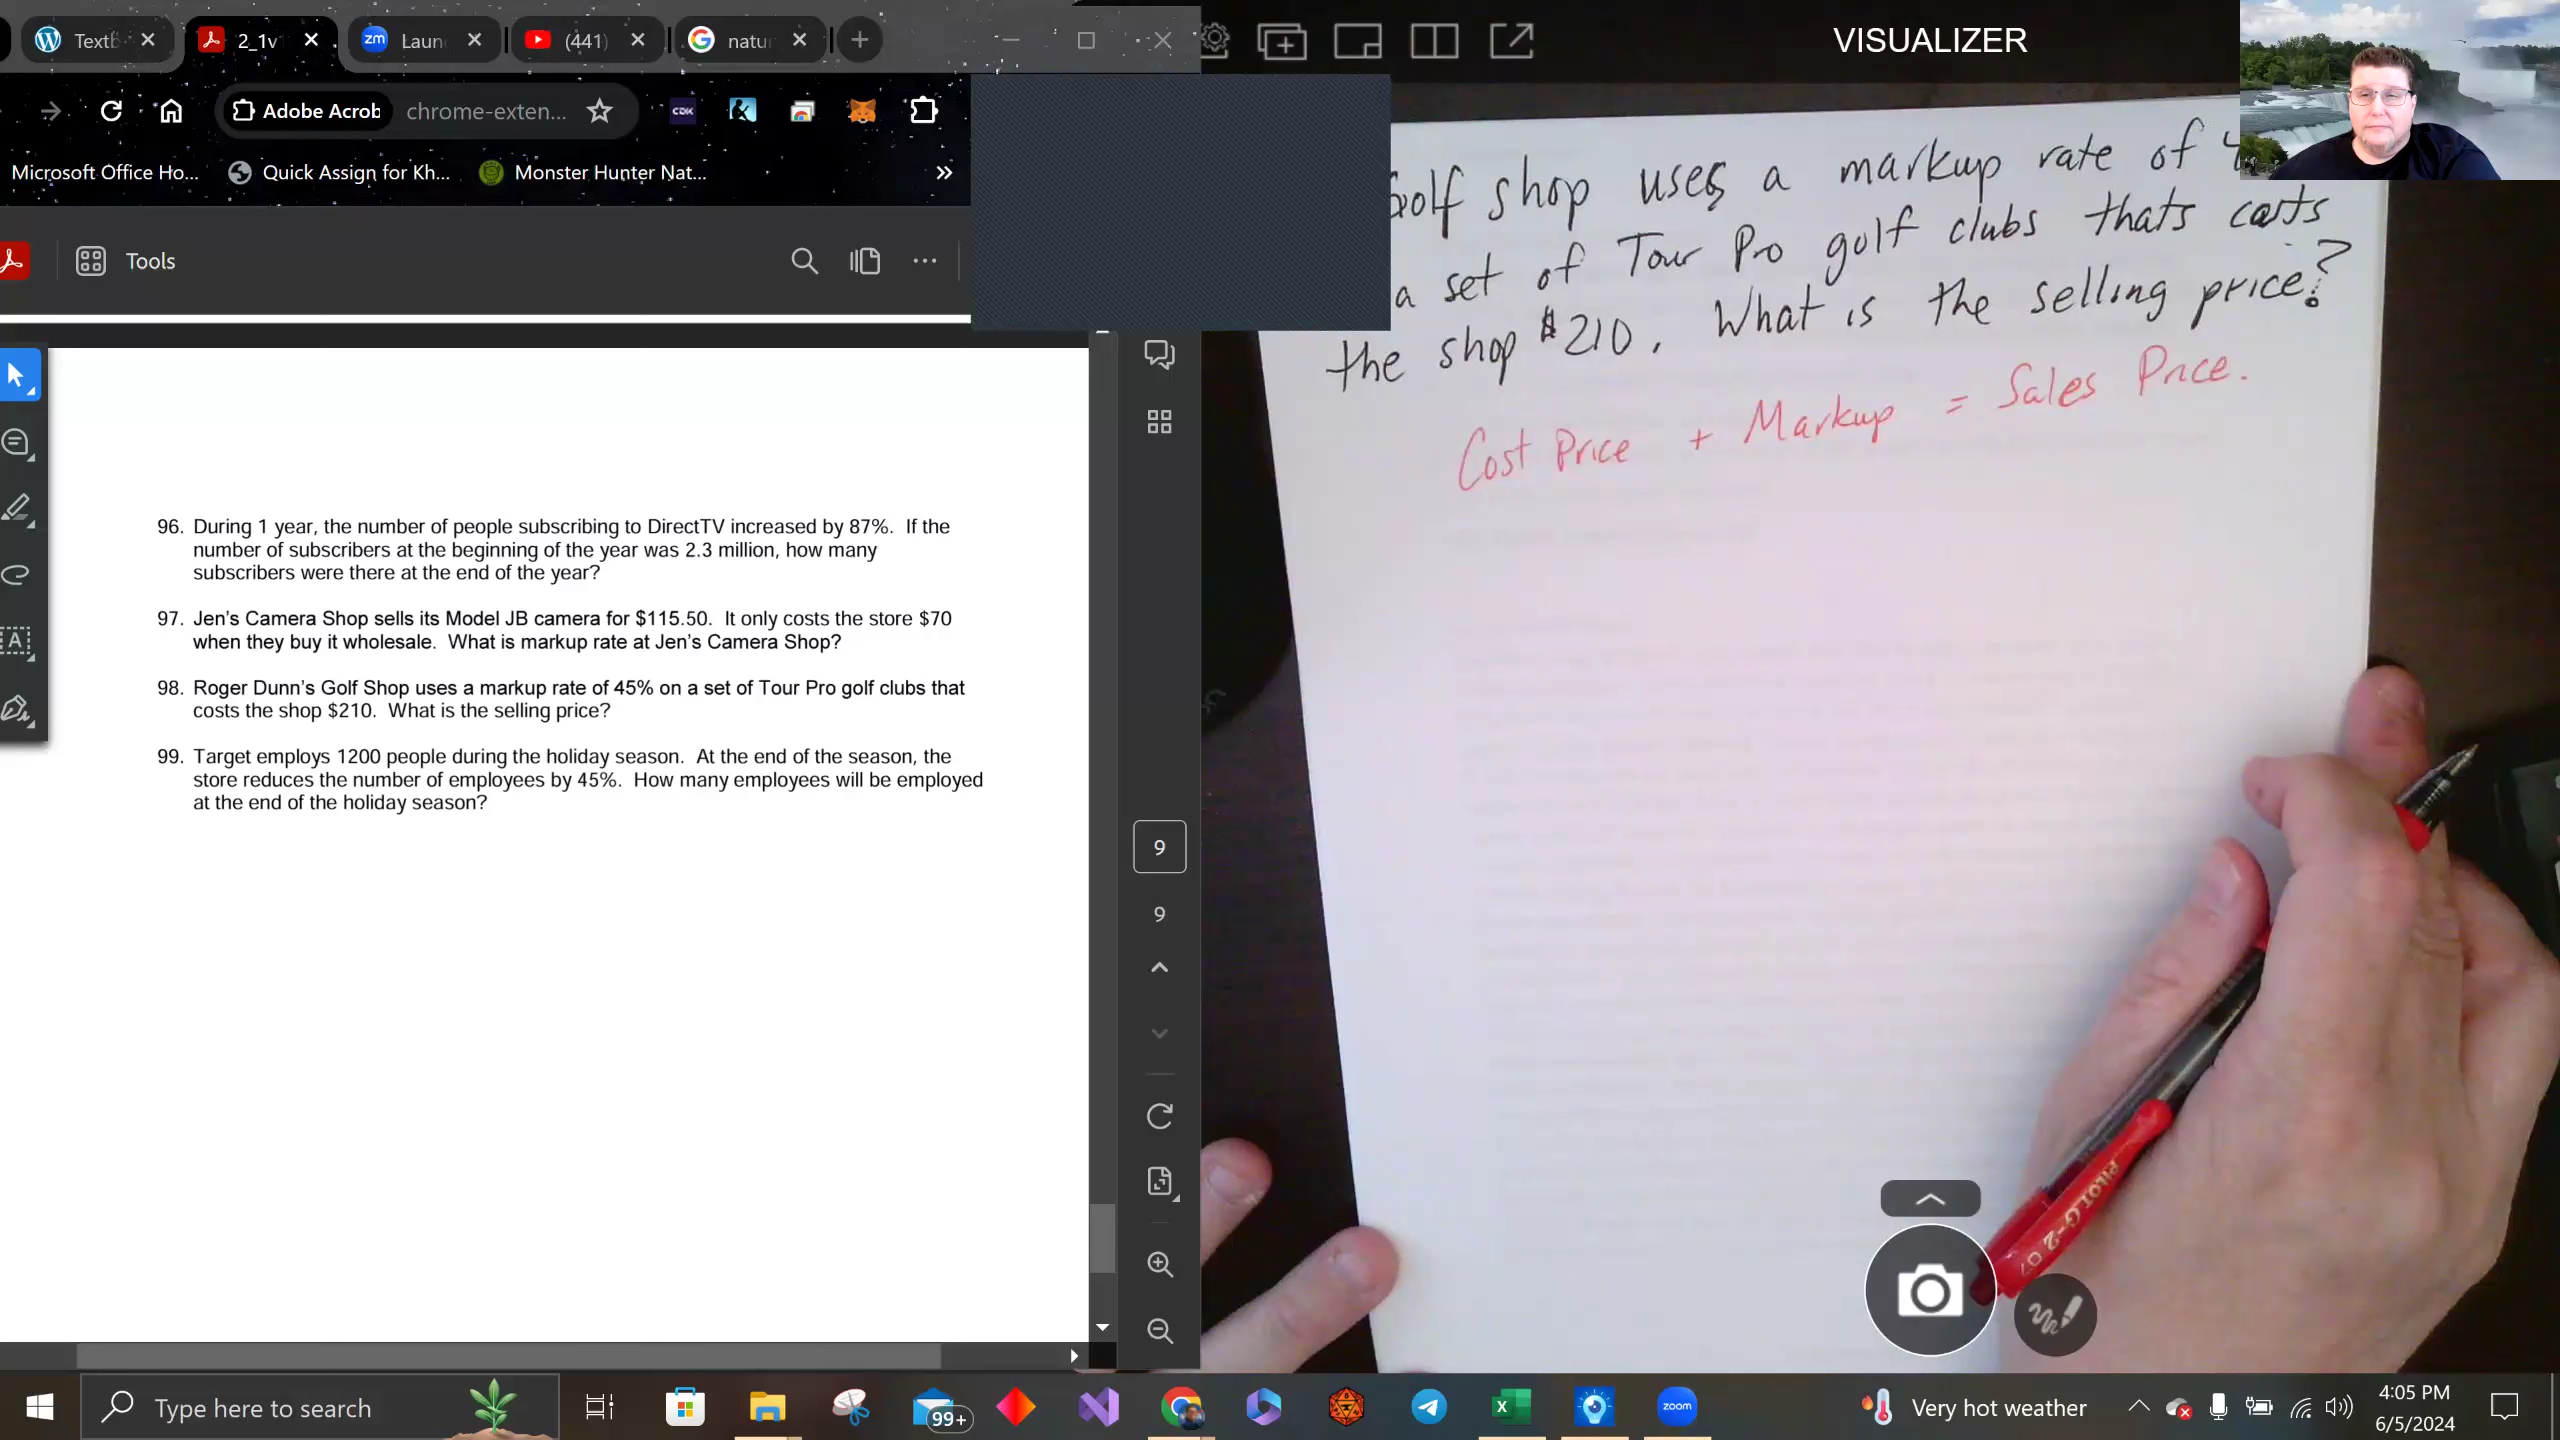 Textb
2_1v
zm
Laun
(441)
natu
VISUALIZER
Adobe Acrob
chrome-exten...
CDK
Microsoft Office Ho...
Quick Assign for Kh...
Monster Hunter Nat...
Tools
Golf shop uses a markup rate of 4
a set of Tour Pro golf clubs thats costs
the shop $210. What is the selling price?
Cost Price + Markup = Sales Price.
96. During 1 year, the number of people subscribing to DirectTV increased by 87%. If the
number of subscribers at the beginning of the year was 2.3 million, how many
subscribers were there at the end of the year?
97. Jen's Camera Shop sells its Model JB camera for $115.50. It only costs the store $70
when they buy it wholesale. What is markup rate at Jen's Camera Shop?
98. Roger Dunn's Golf Shop uses a markup rate of 45% on a set of Tour Pro golf clubs that
costs the shop $210. What is the selling price?
99. Target employs 1200 people during the holiday season. At the end of the season, the
store reduces the number of employees by 45%. How many employees will be employed
at the end of the holiday season?
9
9
PILOT G-2 07
Type here to search
99+
zoom
Very hot weather
4:05 PM
6/5/2024